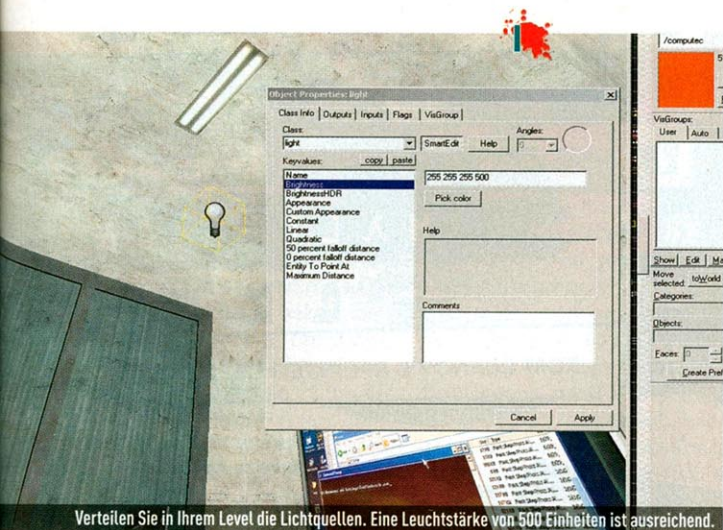 /computec
Object Properties: light
Class Info Outputs Inputs Flags VisGroup
Class:
Angles:
light SmartEdit Help 0
Keyvalues: copy paste
Name
Brightness
BrightnessHDR
Appearance
Custom Appearance
Constant
Linear
Quadratic
50 percent falloff distance
0 percent falloff distance
Entity To Point At
Maximum Distance
255 255 255 500
Pick color
Help
Comments
Cancel Apply
VisGroups:
User Auto
Show Edit
Move
selected: toWorld
Categories:
Objects:
Faces: 0
Create
Verteilen Sie in Ihrem Level die Lichtquellen. Eine Leuchtstärke von 500 Einheiten ist ausreichend